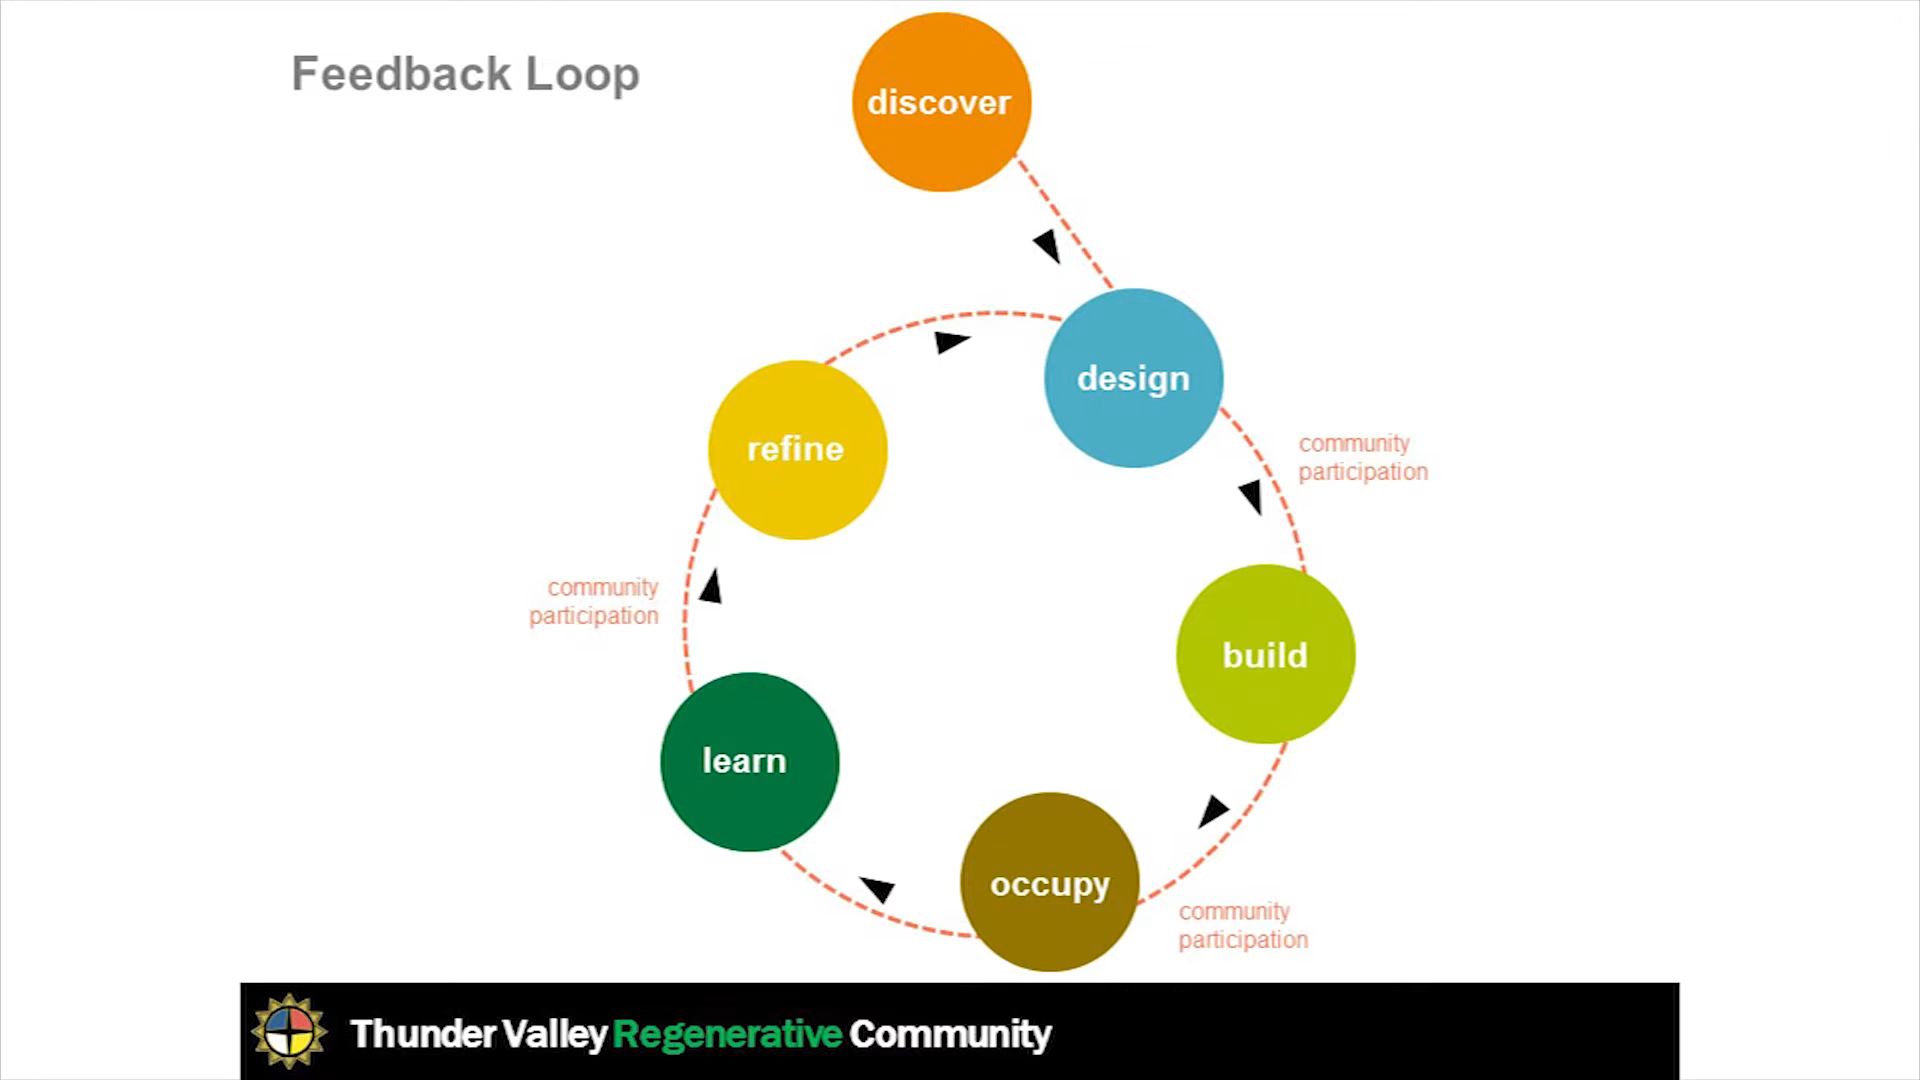 Feedback Loop
discover
design
refine
community
participation
community
participation
build
learn
occupy
community
participation
Thunder Valley Regenerative Community